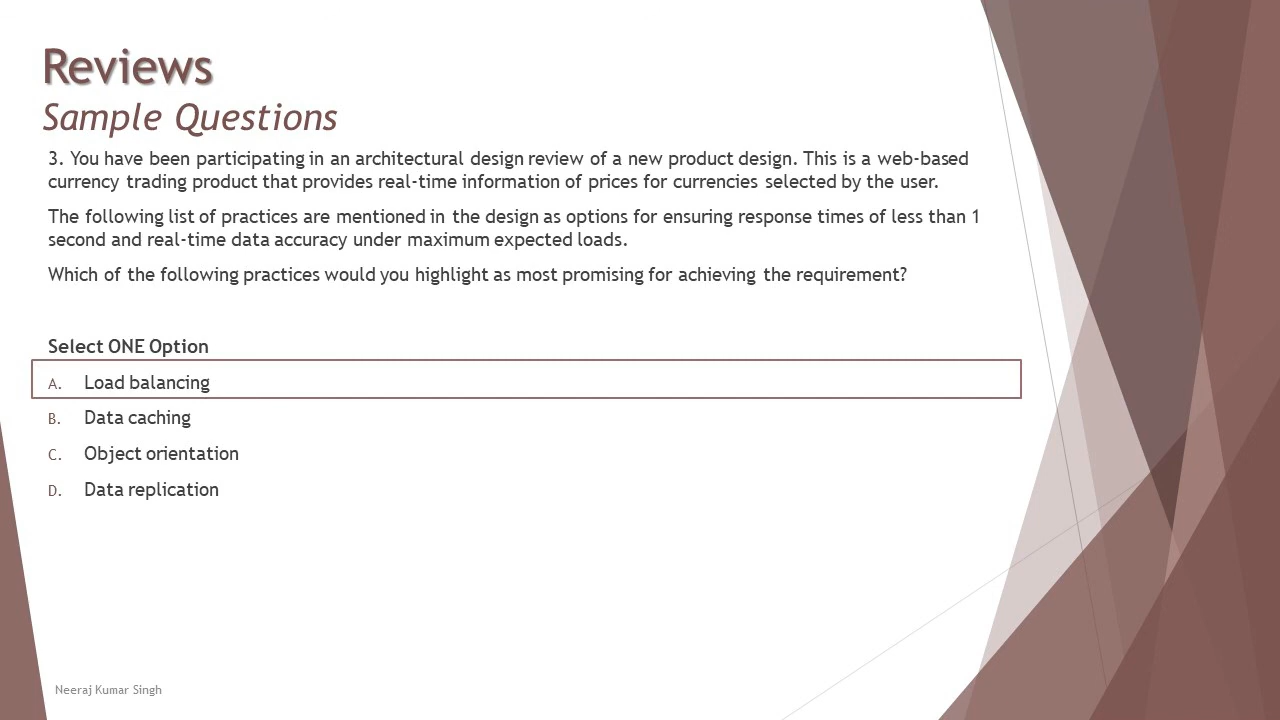 Reviews
Sample Questions
3. You have been participating in an architectural design review of a new product design. This is a web-based
currency trading product that provides real-time information of prices for currencies selected by the user.
The following list of practices are mentioned in the design as options for ensuring response times of less than 1
second and real-time data accuracy under maximum expected loads.
Which of the following practices would you highlight as most promising for achieving the requirement?
Select ONE Option
A. Load balancing
B. Data caching
C. Object orientation
D. Data replication
Neeraj Kumar Singh